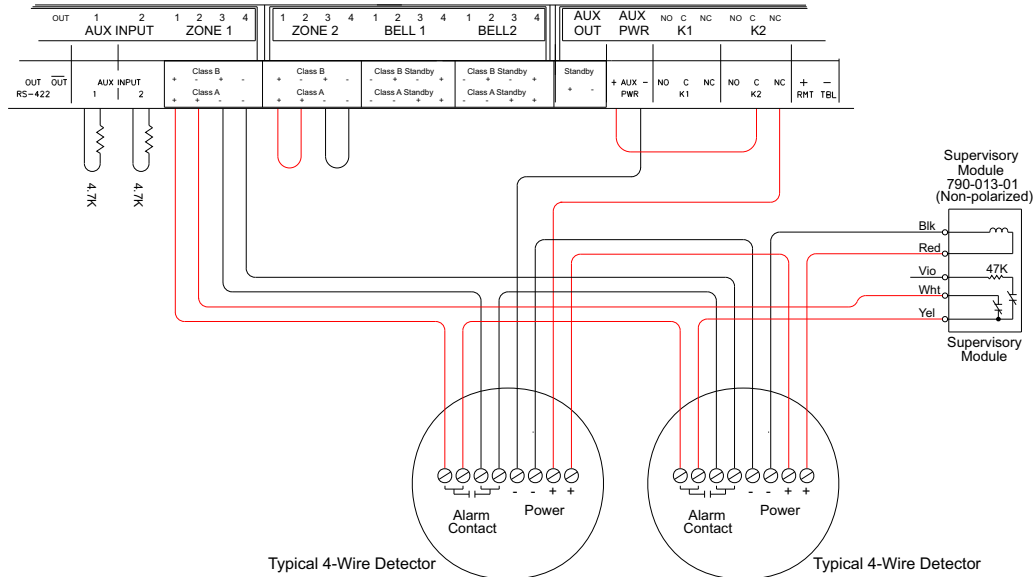 OUT 1 2 1 2 3 4 1 2 3 4 1 2 3 4 1 2 3 4 AUX AUX NO C NC NO C NC
AUX INPUT ZONE 1 ZONE 2 BELL 1 BELL2 OUT PWR K1 K2
Class B Class B Class B Standby Class B Standby Standby
+ - + - + - + - - + - + - + - +
OUT OUT AUX INPUT + AUX - NO C NC NO C NC + −
RS-422 1 2 Class A Class A Class A Standby Class A Standby + - PWR K1 K2 RMT TBL
+ + - - + + - - - - + + - - + +
4.7K 4.7K
Supervisory
Module
790-013-01
(Non-polarized)
Blk
Red
Vio 47K
Wht
Yel
Supervisory
Module
- - + + - - + +
Alarm Power Alarm Power
Contact Contact
Typical 4-Wire Detector Typical 4-Wire Detector